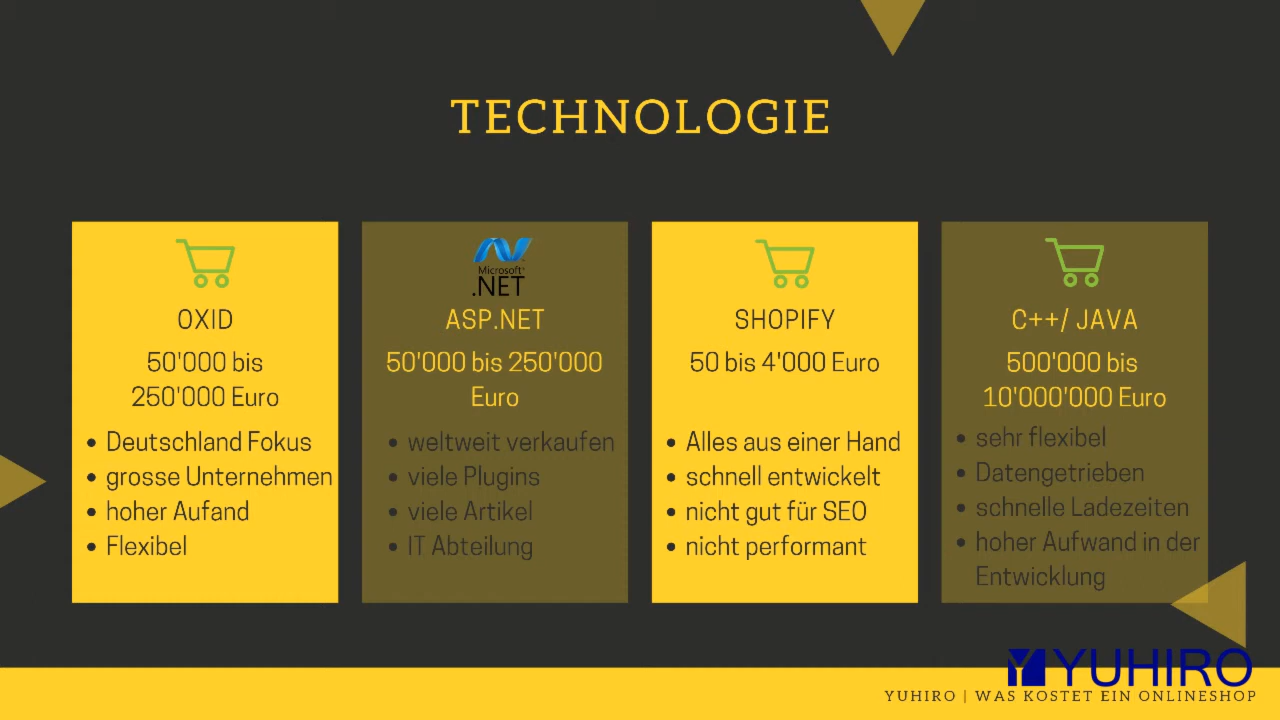 TECHNOLOGIE
OXID
50'000 bis
250'000 Euro
• Deutschland Fokus
• grosse Unternehmen
• hoher Aufand
• Flexibel
Microsoft
.NET
ASP.NET
50'000 bis 250'000
Euro
• weltweit verkaufen
• viele Plugins
• viele Artikel
• IT Abteilung
SHOPIFY
50 bis 4'000 Euro
• Alles aus einer Hand
• schnell entwickelt
• nicht gut für SEO
• nicht performant
C++/ JAVA
500'000 bis
10'000'000 Euro
• sehr flexibel
• Datengetrieben
• schnelle Ladezeiten
• hoher Aufwand in der
Entwicklung
YUHIRO
YUHIRO | WAS KOSTET EIN ONLINESHOP